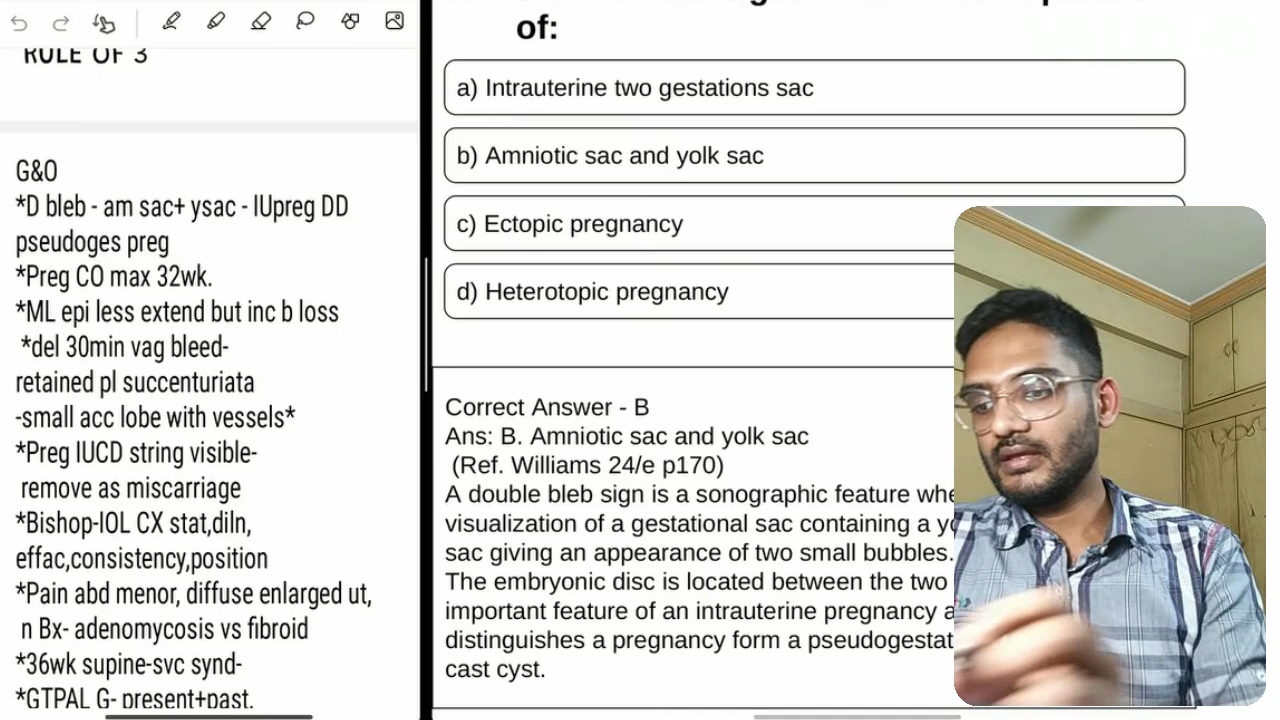 RULE OF 3
G&O
*D bleb - am sac+ ysac - IUpreg DD
pseudoges preg
*Preg CO max 32wk.
*ML epi less extend but inc b loss
*del 30min vag bleed-
retained pl succenturiata
-small acc lobe with vessels*
*Preg IUCD string visible-
remove as miscarriage
*Bishop-IOL CX stat,diln,
effac,consistency,position
*Pain abd menor, diffuse enlarged ut,
n Bx- adenomycosis vs fibroid
*36wk supine-svc synd-
*GTPAL G- present+past.
of:
a) Intrauterine two gestations sac
b) Amniotic sac and yolk sac
c) Ectopic pregnancy
d) Heterotopic pregnancy
Correct Answer - B
Ans: B. Amniotic sac and yolk sac
(Ref. Williams 24/e p170)
A double bleb sign is a sonographic feature
visualization of a gestational sac containing a
sac giving an appearance of two small bubbles.
The embryonic disc is located between the two
important feature of an intrauterine pregnancy
distinguishes a pregnancy form a
cast cyst.